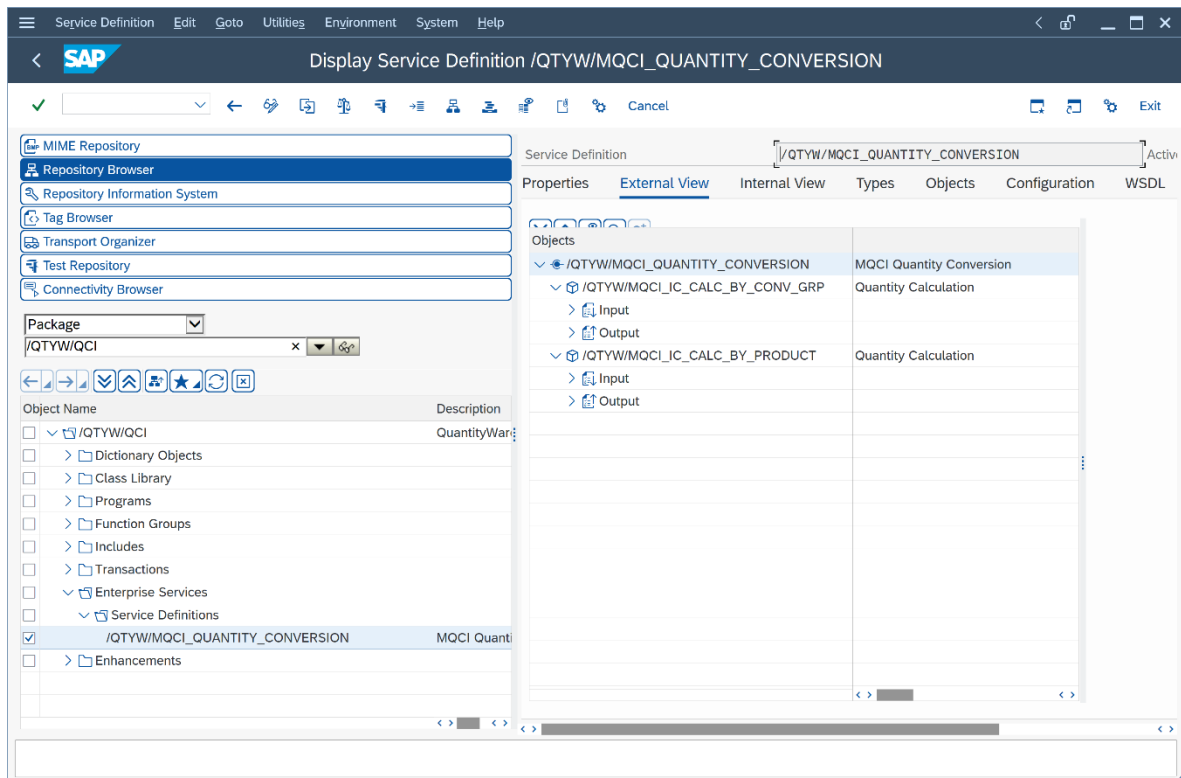 Service Definition Edit Goto Utilities Environment System Help
SAP Display Service Definition /QTYW/MQCI_QUANTITY_CONVERSION
Cancel Exit
MIME Repository
Repository Browser
Repository Information System
Tag Browser
Transport Organizer
Test Repository
Connectivity Browser
Package
/QTYW/QCI
Object Name Description
/QTYW/QCI QuantityWar
Dictionary Objects
Class Library
Programs
Function Groups
Includes
Transactions
Enterprise Services
Service Definitions
/QTYW/MQCI_QUANTITY_CONVERSION MQCI Quanti
Enhancements
Service Definition /QTYW/MQCI_QUANTITY_CONVERSION Activ
Properties External View Internal View Types Objects Configuration WSDL
Objects
/QTYW/MQCI_QUANTITY_CONVERSION MQCI Quantity Conversion
/QTYW/MQCI_IC_CALC_BY_CONV_GRP Quantity Calculation
Input
Output
/QTYW/MQCI_IC_CALC_BY_PRODUCT Quantity Calculation
Input
Output